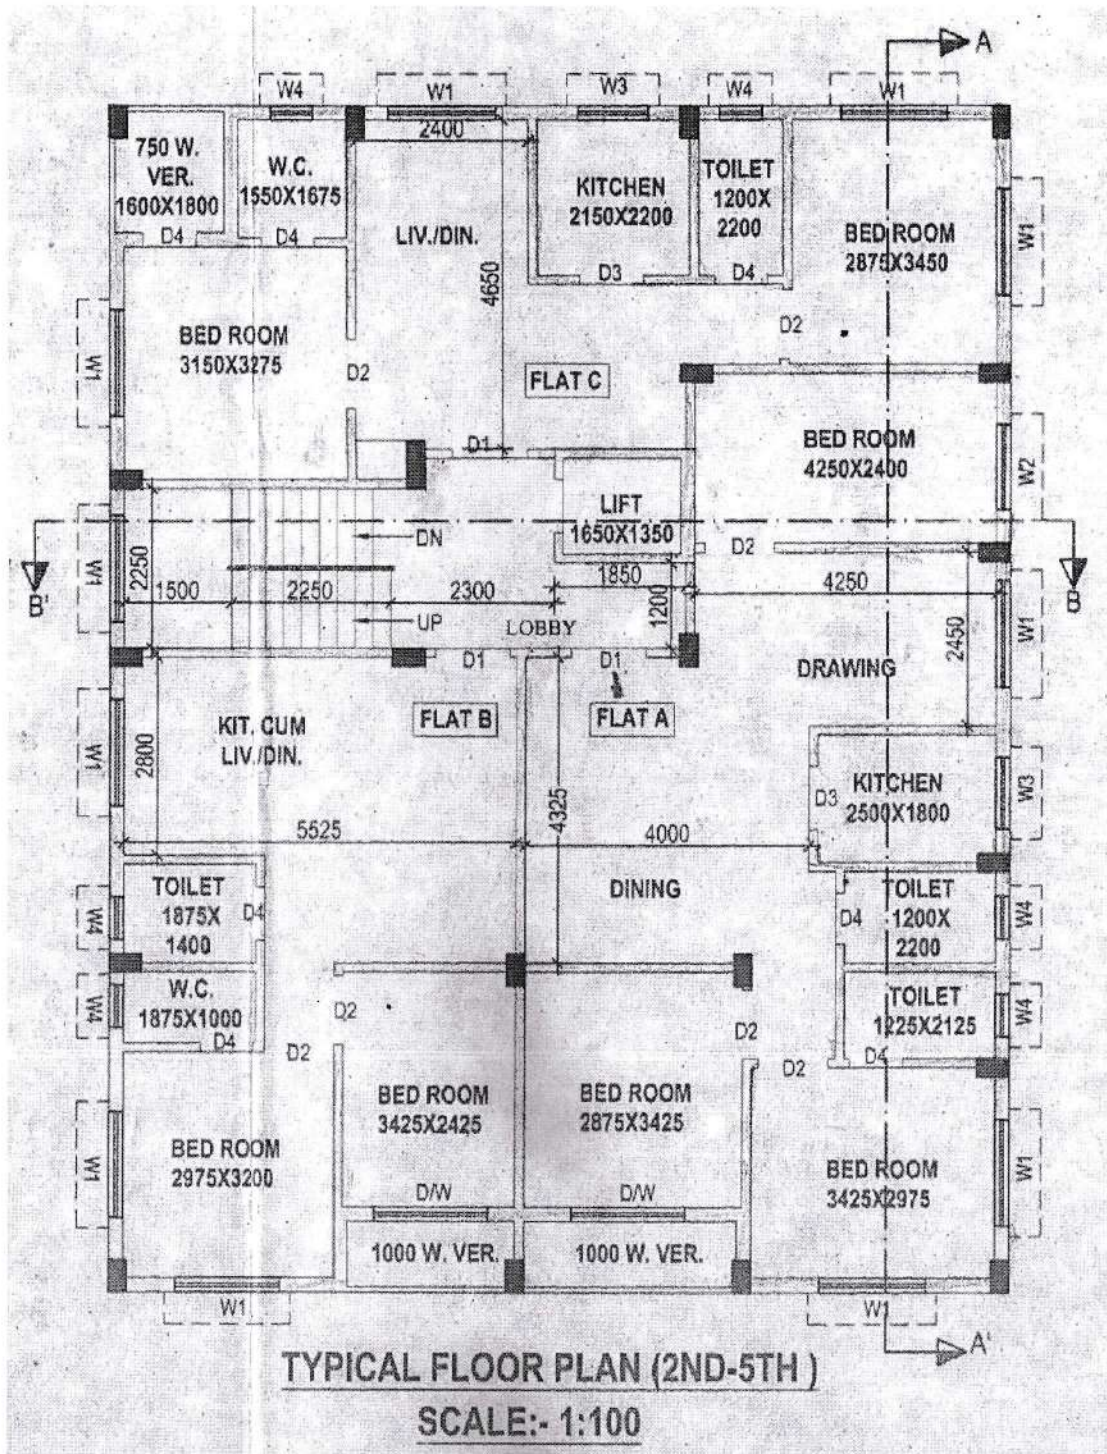 A
W4
W1
W3
W4
W1
2400
750 W.
VER.
1600X1800
W.C.
1550X1675
KITCHEN
2150X2200
TOILET
1200X
2200
BED ROOM
2875X3450
W1
D4
D4
LIV./DIN.
4650
D3
D4
D2
BED ROOM
3150X3275
W1
D2
FLAT C
D1
BED ROOM
4250X2400
W2
LIFT
1650X1350
DN
D2
W1
2250
B'
B
1500
2250
2300
1850
1200
4250
UP
LOBBY
W1
2450
D1
D1
DRAWING
FLAT B
FLAT A
KIT. CUM
LIV./DIN.
W1
2800
4325
D3
KITCHEN
2500X1800
W3
5525
4000
TOILET
1875X
1400
D4
W4
DINING
TOILET
1200X
2200
D4
W4
W.C.
1875X1000
W4
D4
D2
D2
D2
TOILET
1225X2125
W4
D4
D2
BED ROOM
3425X2425
BED ROOM
2875X3425
BED ROOM
2975X3200
W1
BED ROOM
3425X2975
W1
D/W
D/W
1000 W. VER.
1000 W. VER.
W1
W1
A'
TYPICAL FLOOR PLAN (2ND-5TH )
SCALE:- 1:100